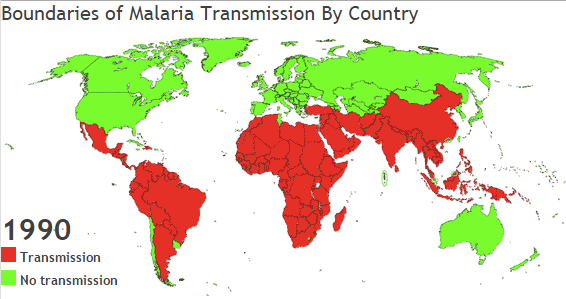 Boundaries of Malaria Transmission By Country
1990
Transmission
No transmission